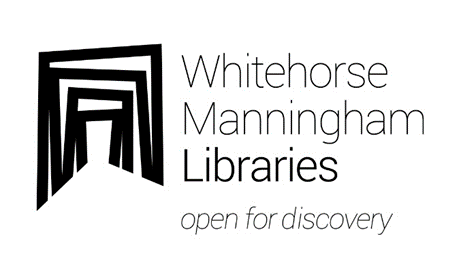 Whitehorse
Manningham
Libraries
open for discovery